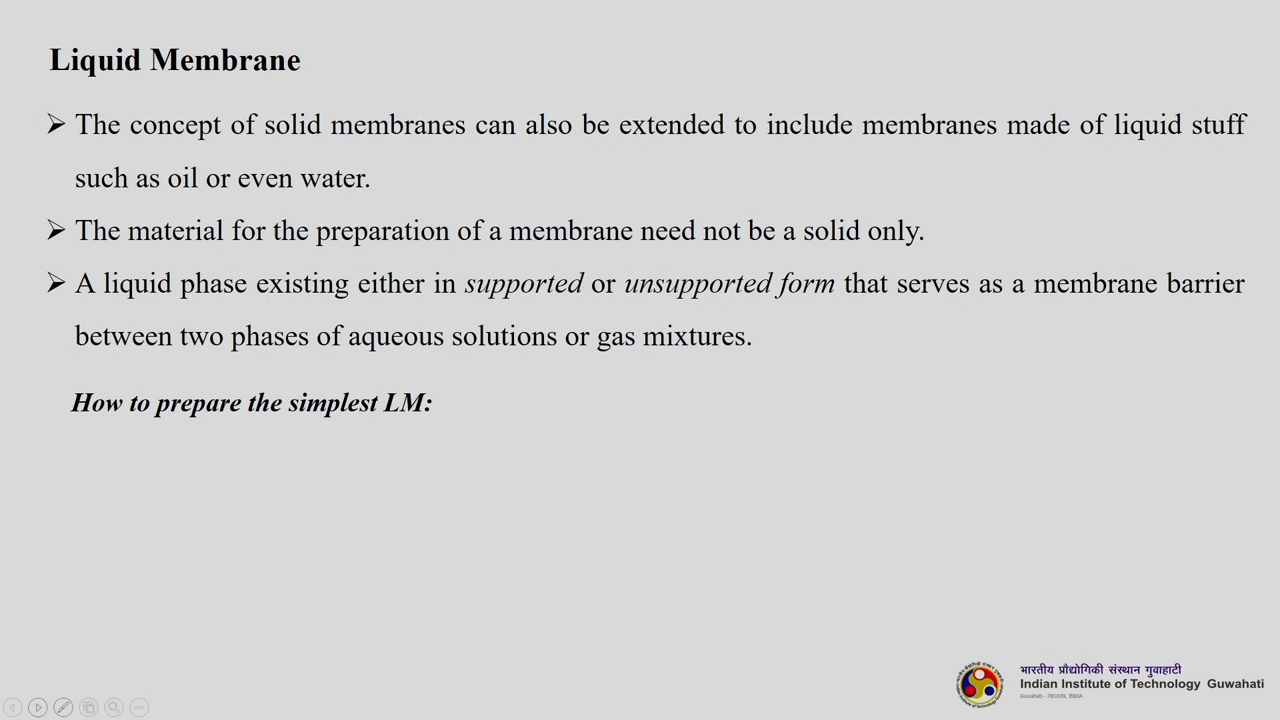 Liquid Membrane
➢ The concept of solid membranes can also be extended to include membranes made of liquid stuff
such as oil or even water.
➢ The material for the preparation of a membrane need not be a solid only.
➢ A liquid phase existing either in supported or unsupported form that serves as a membrane barrier
between two phases of aqueous solutions or gas mixtures.
How to prepare the simplest LM:
भारतीय प्रौद्योगिकी संस्थान गुवाहाटी
Indian Institute of Technology Guwahati
Guwahati - 781039, INDIA